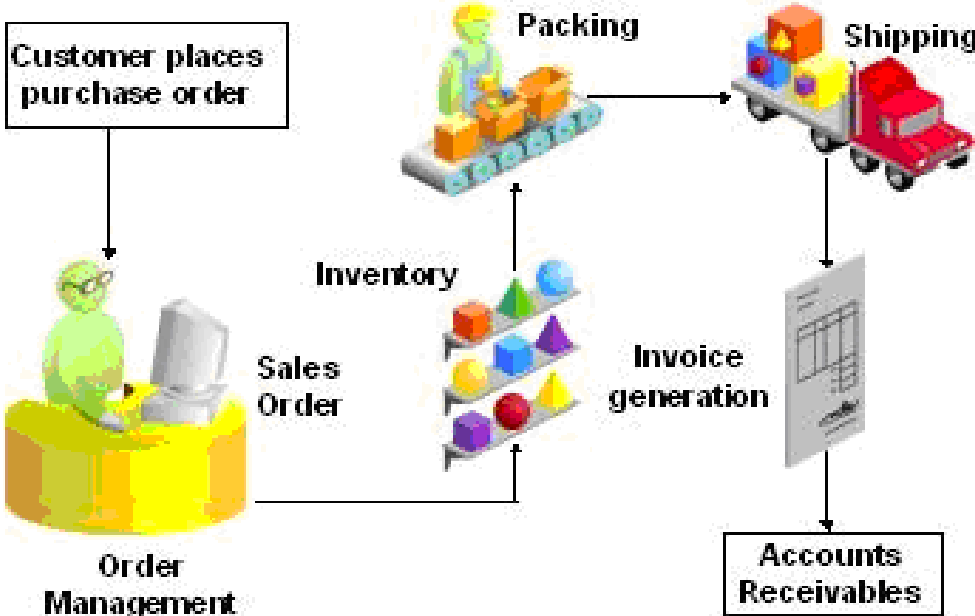 Customer places
purchase order
Sales
Order
Order
Management
Inventory
Packing
Shipping
Invoice
generation
Accounts
Receivables